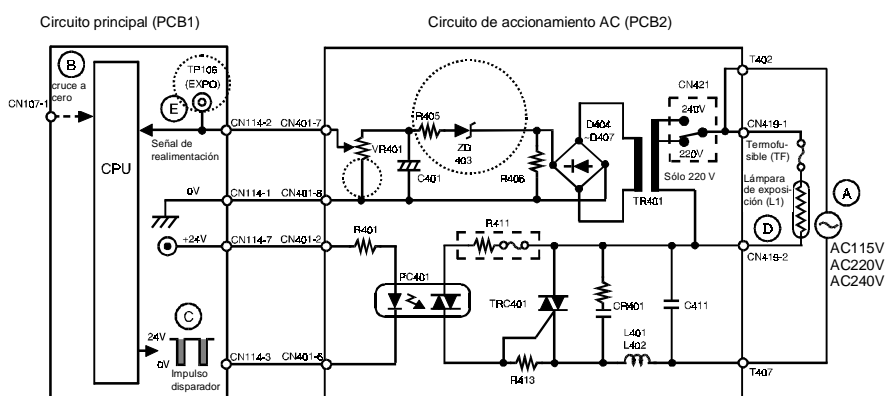 Circuito principal (PCB1)
Circuito de accionamiento AC (PCB2)
B
cruce a
cero
CN107-1
TP106
(EXPO)
E
CPU
Señal de
realimentación
CN114-2
CN401-7
VR401
R405
ZD
403
C401
R406
D404
~D407
TR401
CN421
240V
220V
Sólo 220 V
T402
CN419-1
Termofu-
sible (TF)
Lámpara
de exposi-
ción (L1)
A
AC115V
AC220V
AC240V
0V
CN114-1
CN401-8
+24V
CN114-7
CN401-2
R401
PC401
R411
TRC401
CR401
C411
L401
L402
R413
D
CN419-2
T407
C
24V
0V
Impulso
disparador
CN114-3
CN401-6